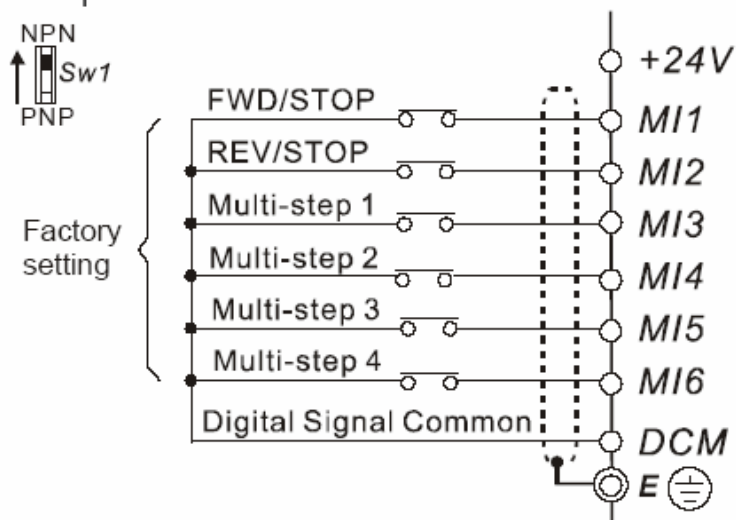 NPN
Sw1
PNP
+24V
FWD/STOP
MI1
REV/STOP
MI2
Multi-step 1
MI3
Factory
setting
Multi-step 2
MI4
Multi-step 3
MI5
Multi-step 4
MI6
Digital Signal Common
DCM
E